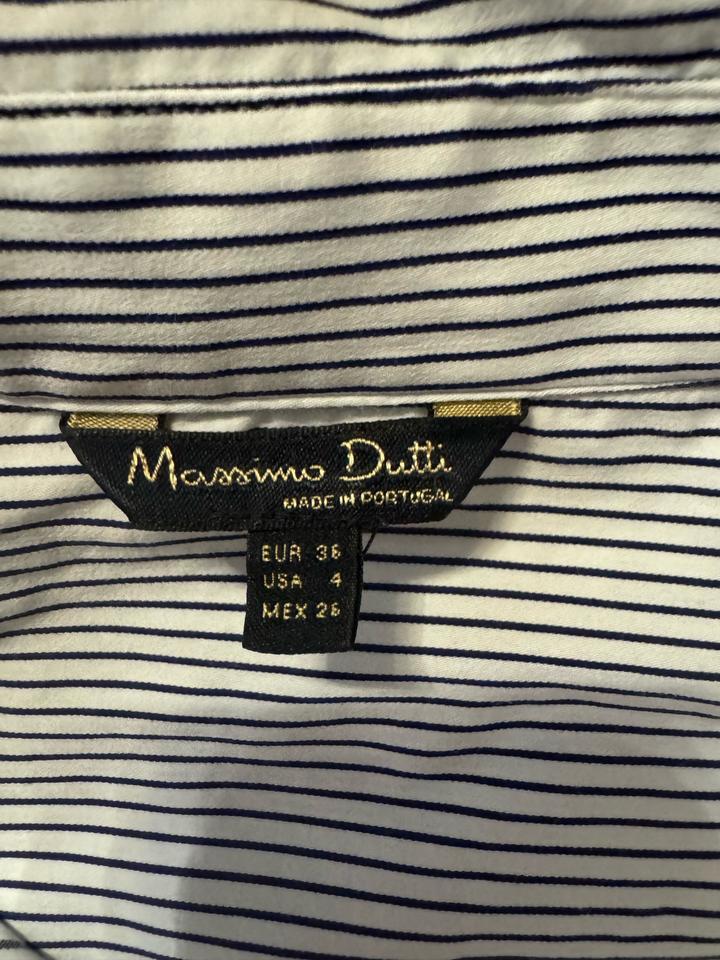 Massimo Dutti
MADE IN PORTUGAL
EUR 36
USA 4
MEX 26